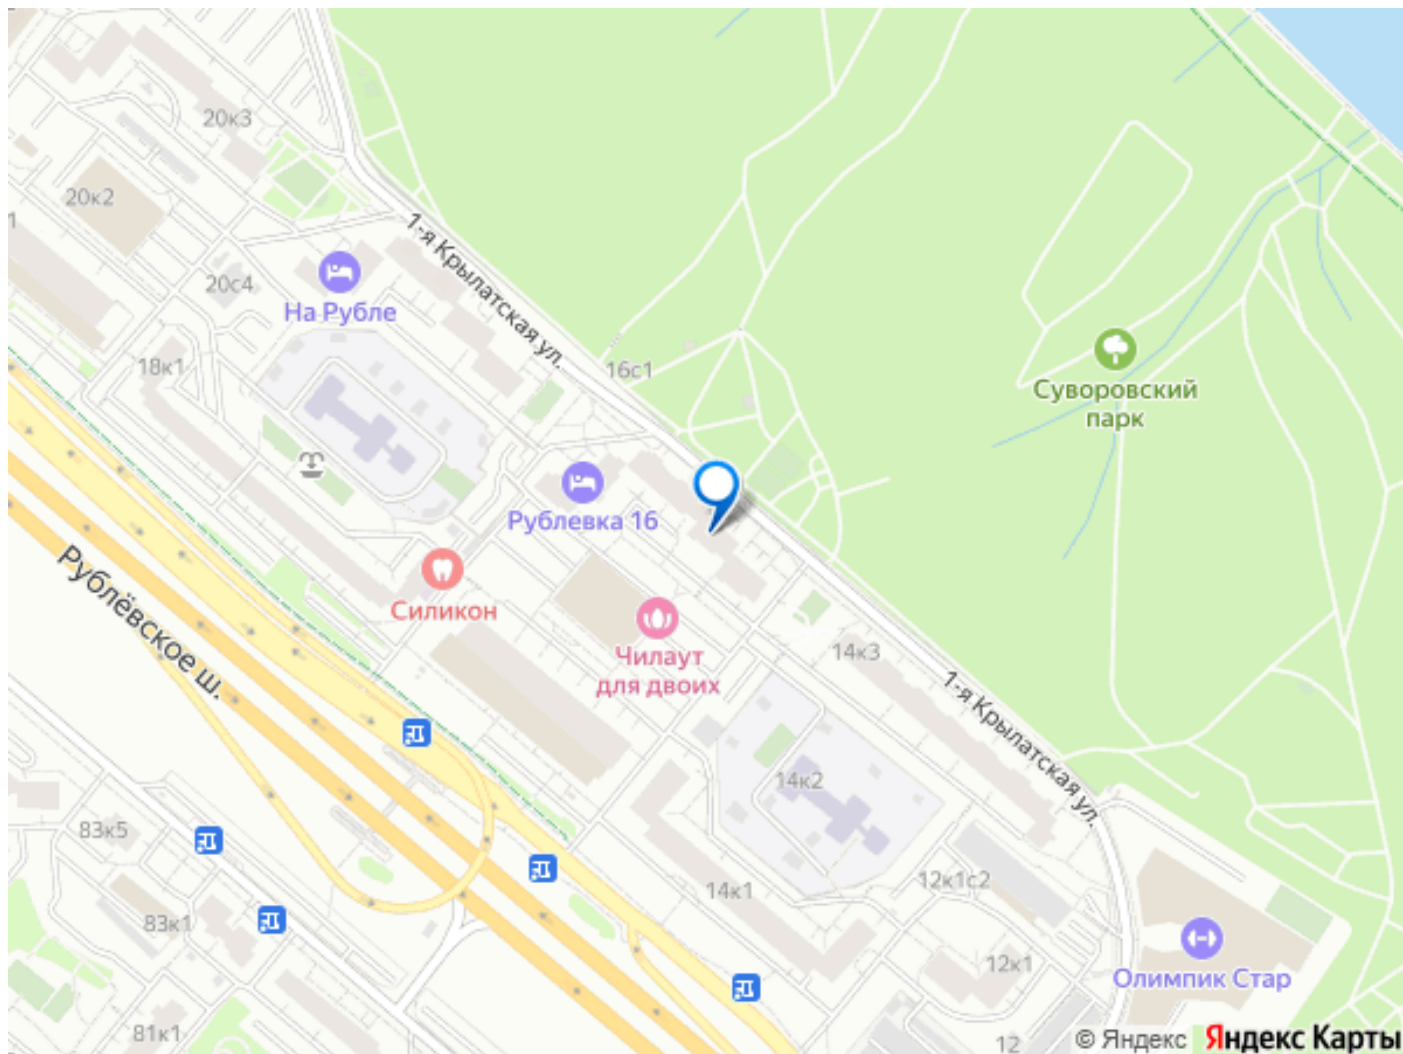 20к3
20к2
1
1-я Крылатская ул.
20с4
На Рубле
18к1
16с1
Суворовский
парк
Рублевка 16
Рублёвское ш.
Силикон
Чилаут
для двоих
14к3
1-я Крылатская ул.
14к2
83к5
12к1с2
14к1
83к1
12к1
Олимпик Стар
81к1
12
© Яндекс Яндекс Карты